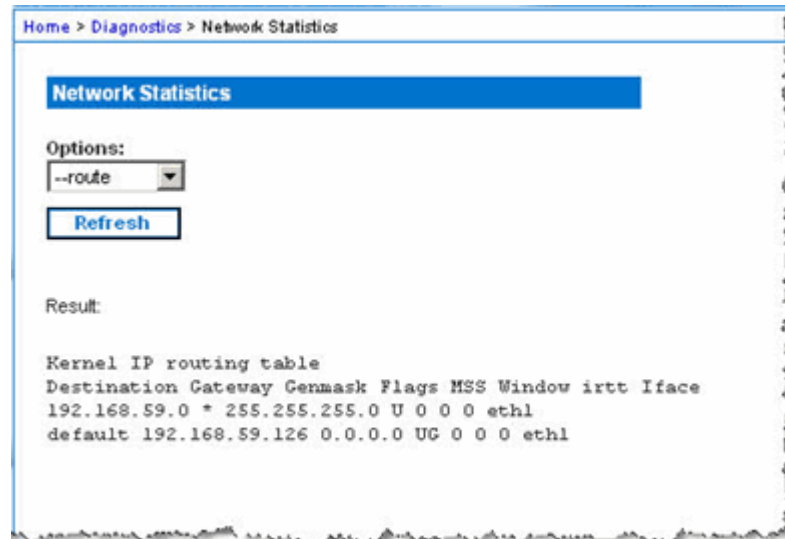 Home > Diagnostics > Network Statistics
Network Statistics
Options:
--route
Refresh
Result:
Kernel IP routing table
Destination Gateway Genmask Flags MSS Window irtt Iface
192.168.59.0 * 255.255.255.0 U 0 0 0 eth1
default 192.168.59.126 0.0.0.0 UG 0 0 0 eth1